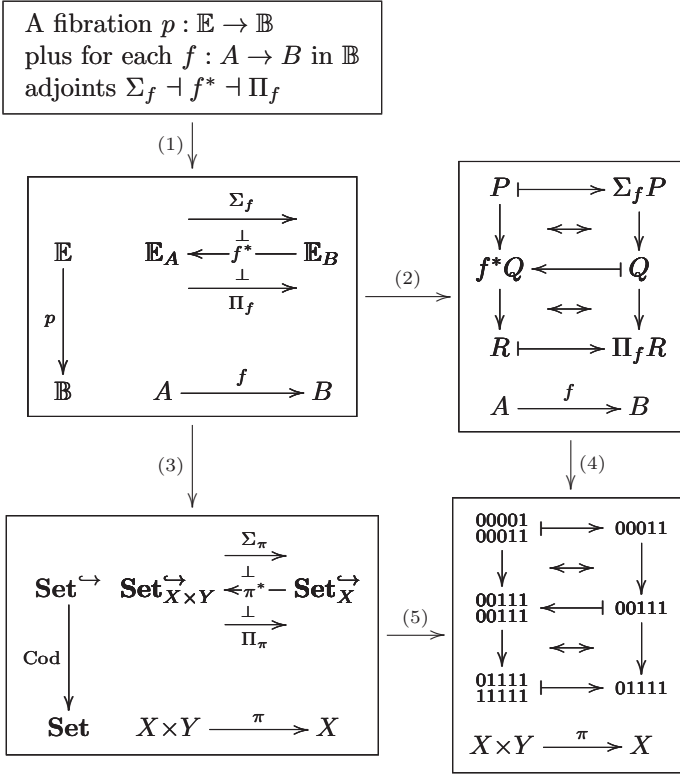 A fibration p : 𝔼 → 𝔹
plus for each f : A → B in 𝔹
adjoints Σ_f ⊣ f* ⊣ Π_f
(1)
Σ_f
⊥
𝔼 𝔼_A f* 𝔼_B
⊥
Π_f
p
f
𝔹 A B
(2)
P Σ_f P
f*Q Q
R Π_f R
f
A B
(3)
(4)
Σ_π
⊥
Set↪ Set↪_{X×Y} π* Set↪_X
⊥
Π_π
Cod
π
Set X×Y X
(5)
00001
00011 00011
00111
00111 00111
01111
11111 01111
π
X×Y X